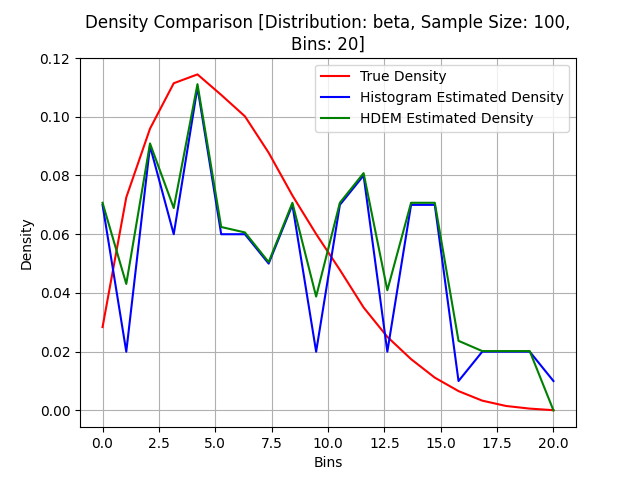 Density Comparison [Distribution: beta, Sample Size: 100,
Bins: 20]
0.12
0.10
0.08
0.06
0.04
0.02
0.00
Density
True Density
Histogram Estimated Density
HDEM Estimated Density
0.0 2.5 5.0 7.5 10.0 12.5 15.0 17.5 20.0
Bins